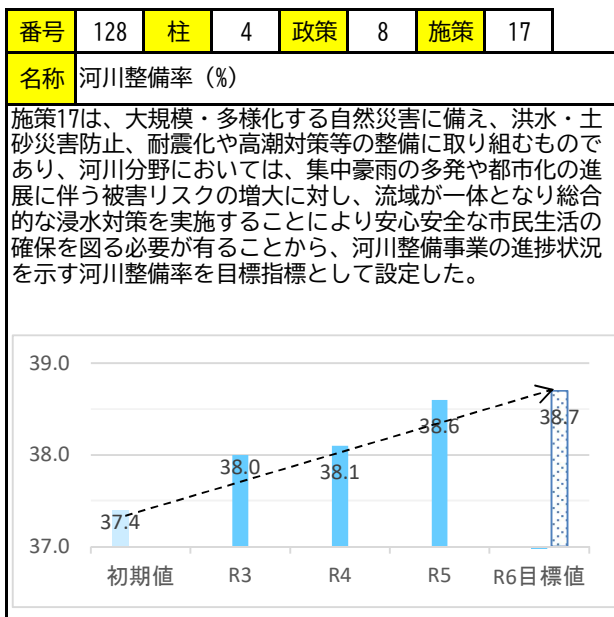 番号 128 柱 4 政策 8 施策 17
名称 河川整備率（%）
施策17は、大規模・多様化する自然災害に備え、洪水・土
砂災害防止、耐震化や高潮対策等の整備に取り組むもので
あり、河川分野においては、集中豪雨の多発や都市化の進
展に伴う被害リスクの増大に対し、流域が一体となり総合
的な浸水対策を実施することにより安心安全な市民生活の
確保を図る必要が有ることから、河川整備事業の進捗状況
を示す河川整備率を目標指標として設定した。
39.0
38.0
37.0
37.4
38.0
38.1
38.6
38.7
初期値 R3 R4 R5 R6目標値